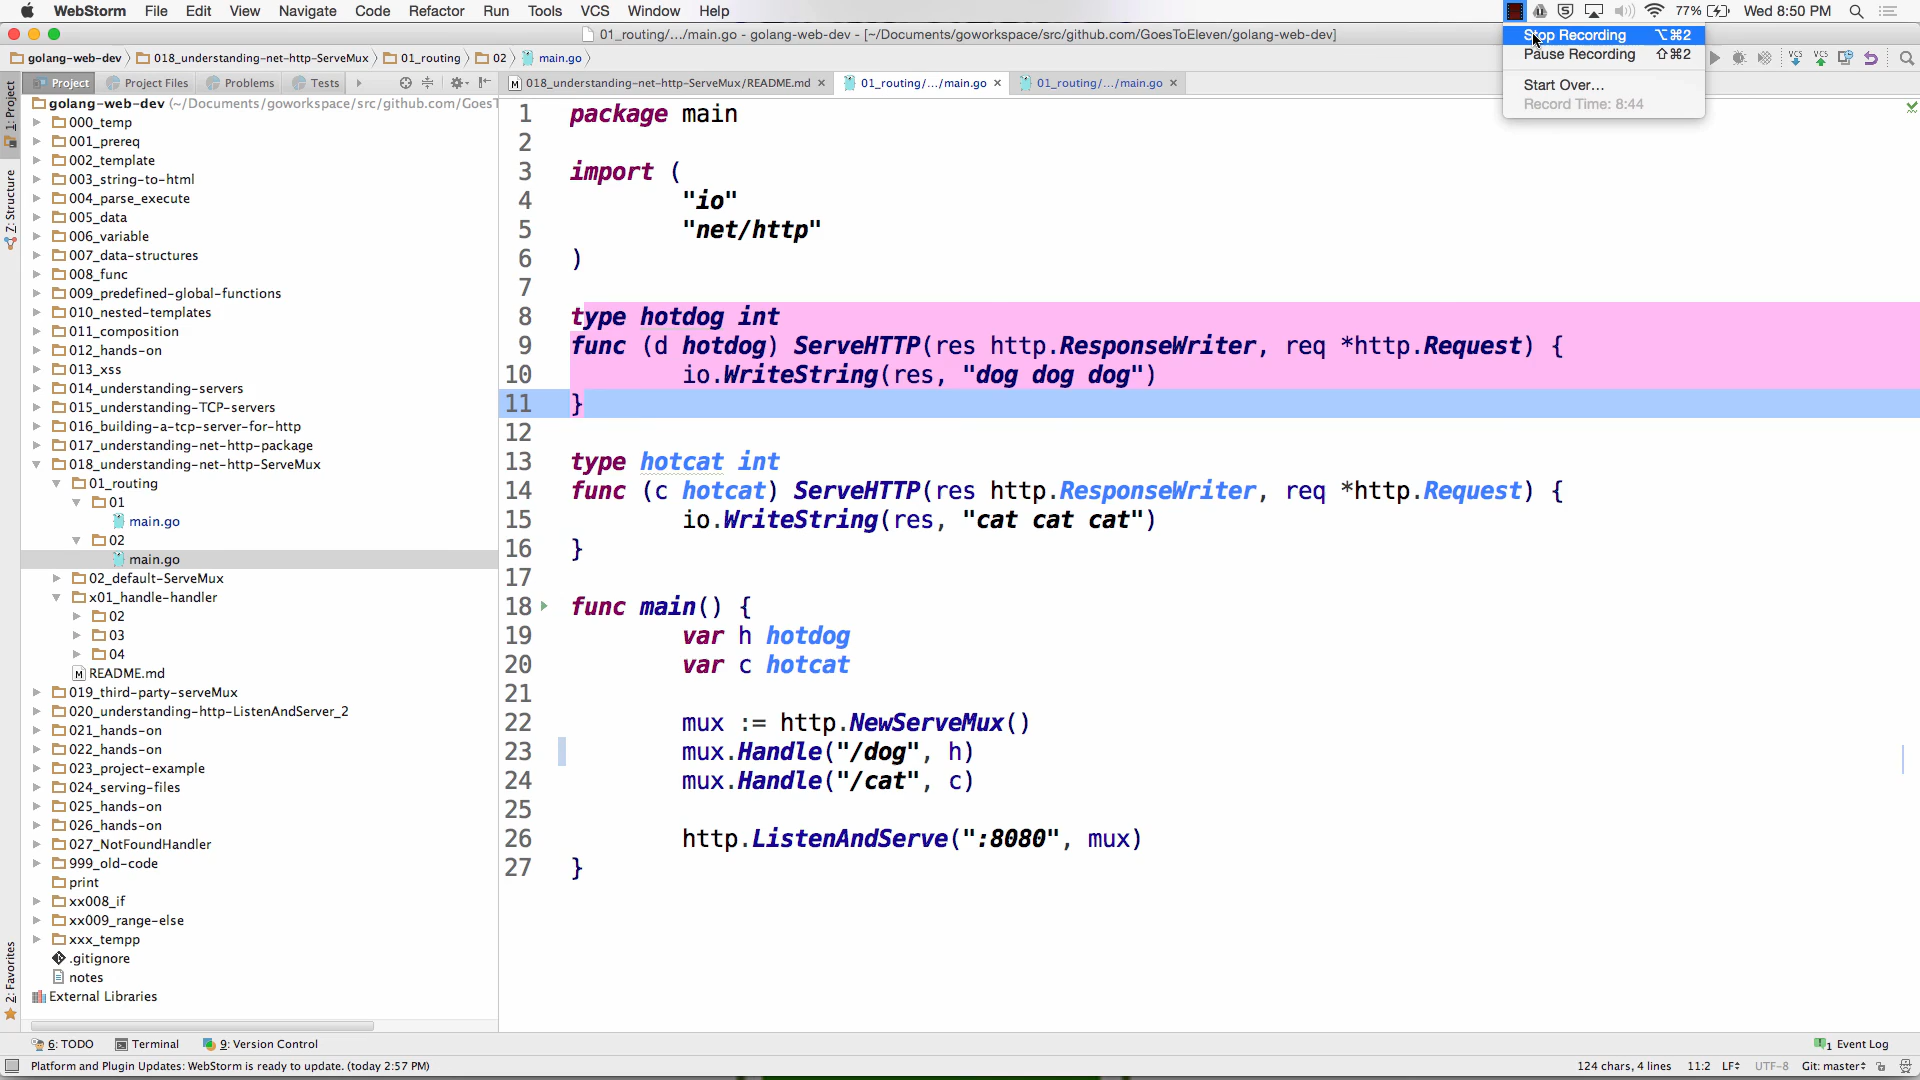 WebStorm File Edit View Navigate Code Refactor Run Tools VCS Window Help 77% Wed 8:50 PM
01_routing/.../main.go - golang-web-dev - [~/Documents/goworkspace/src/github.com/GoesToEleven/golang-web-dev]
Stop Recording ⌥⌘2
Pause Recording ⇧⌘2
Start Over...
Record Time: 8:44
golang-web-dev 018_understanding-net-http-ServeMux 01_routing 02 main.go
Project Project Files Problems Tests
018_understanding-net-http-ServeMux/README.md 01_routing/.../main.go 01_routing/.../main.go
1: Project
Z: Structure
2: Favorites
golang-web-dev (~/Documents/goworkspace/src/github.com/GoesT
000_temp
001_prereq
002_template
003_string-to-html
004_parse_execute
005_data
006_variable
007_data-structures
008_func
009_predefined-global-functions
010_nested-templates
011_composition
012_hands-on
013_xss
014_understanding-servers
015_understanding-TCP-servers
016_building-a-tcp-server-for-http
017_understanding-net-http-package
018_understanding-net-http-ServeMux
01_routing
01
main.go
02
main.go
02_default-ServeMux
x01_handle-handler
02
03
04
README.md
019_third-party-serveMux
020_understanding-http-ListenAndServer_2
021_hands-on
022_hands-on
023_project-example
024_serving-files
025_hands-on
026_hands-on
027_NotFoundHandler
999_old-code
print
xx008_if
xx009_range-else
xxx_tempp
.gitignore
notes
External Libraries
1 package main
2
3 import (
4 "io"
5 "net/http"
6 )
7
8 type hotdog int
9 func (d hotdog) ServeHTTP(res http.ResponseWriter, req *http.Request) {
10 io.WriteString(res, "dog dog dog")
11 }
12
13 type hotcat int
14 func (c hotcat) ServeHTTP(res http.ResponseWriter, req *http.Request) {
15 io.WriteString(res, "cat cat cat")
16 }
17
18 func main() {
19 var h hotdog
20 var c hotcat
21
22 mux := http.NewServeMux()
23 mux.Handle("/dog", h)
24 mux.Handle("/cat", c)
25
26 http.ListenAndServe(":8080", mux)
27 }
6: TODO Terminal 9: Version Control 1 Event Log
Platform and Plugin Updates: WebStorm is ready to update. (today 2:57 PM) 124 chars, 4 lines 11:2 LF UTF-8 Git: master